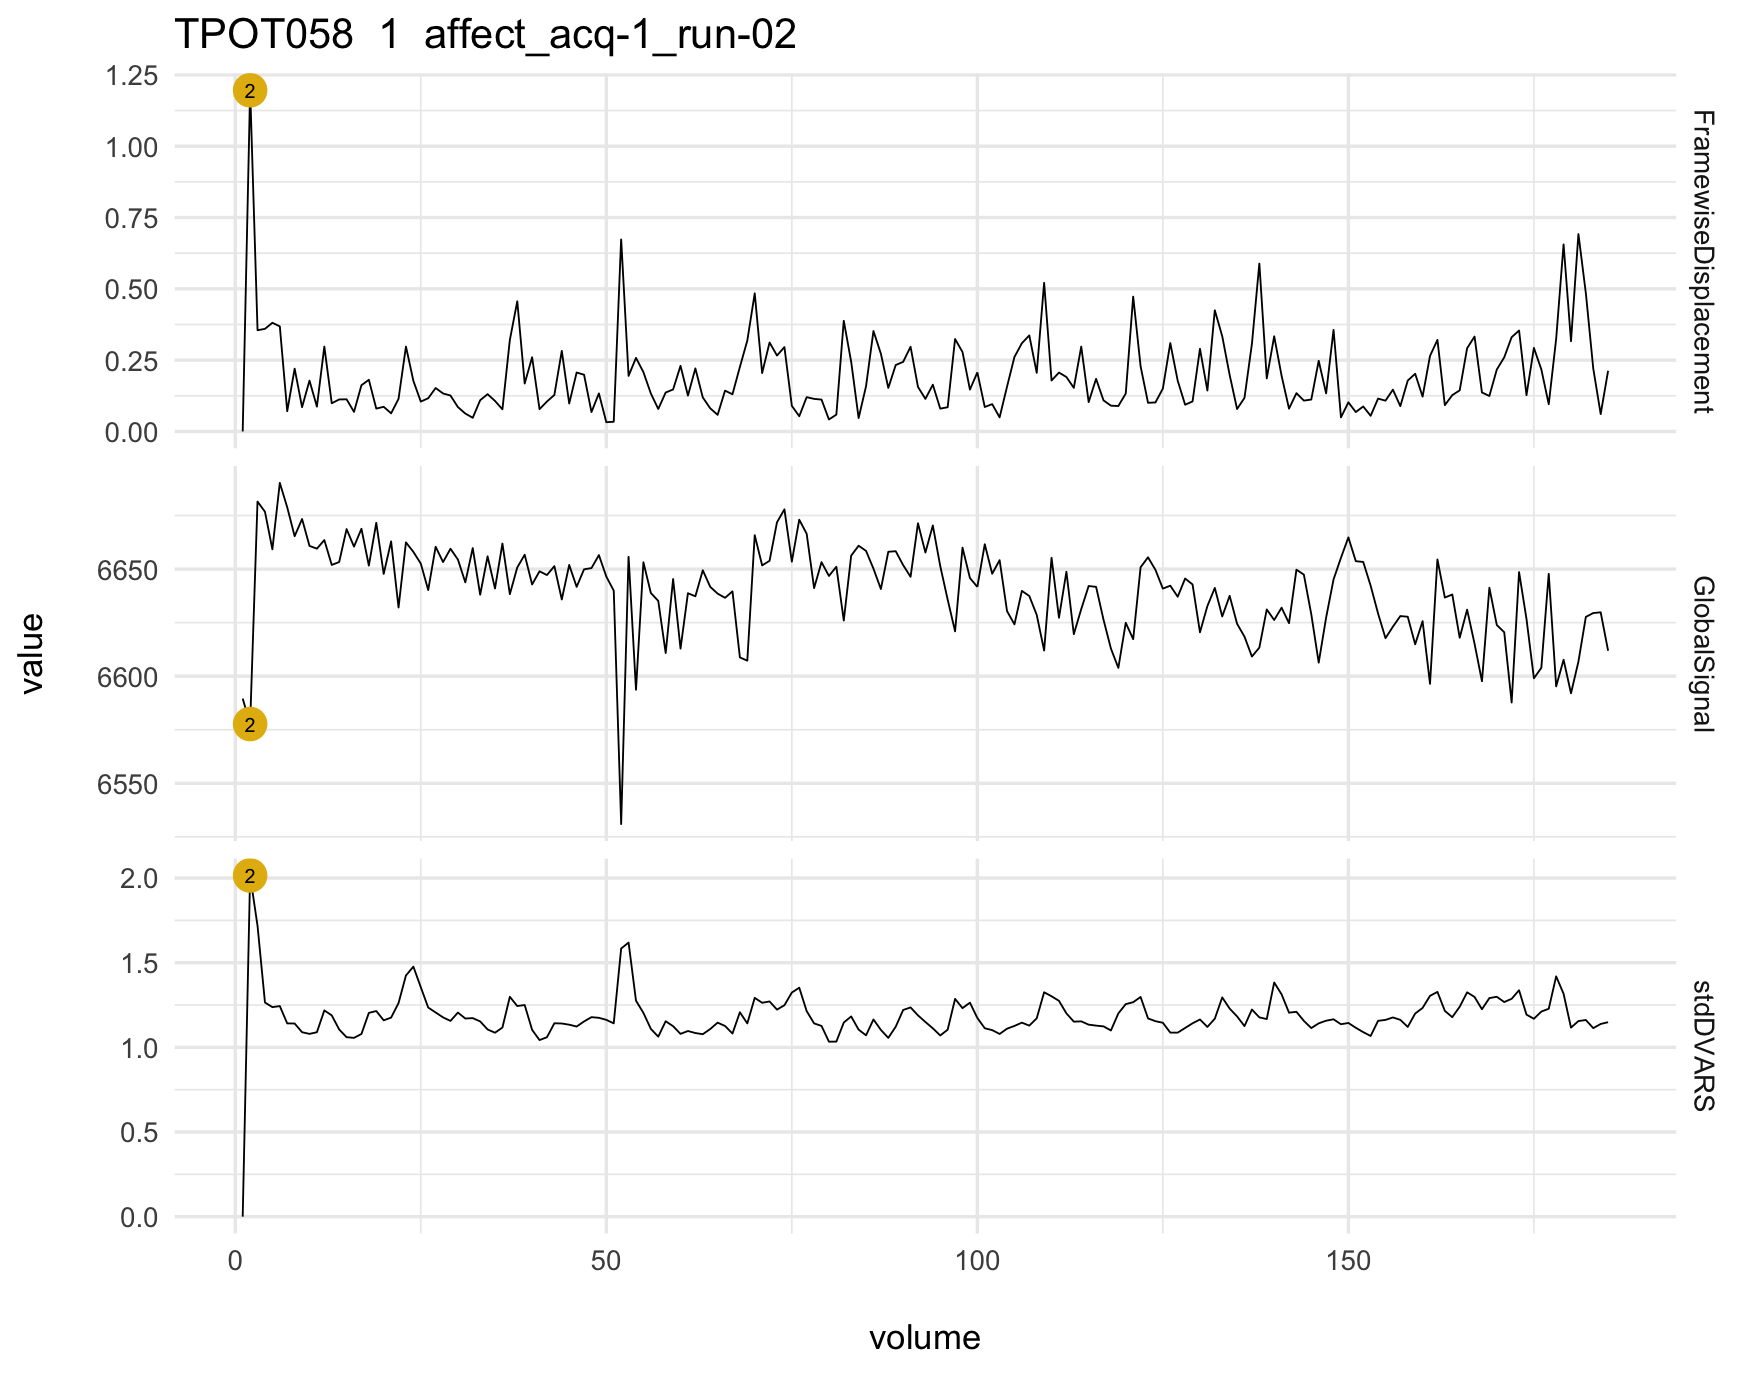 TPOT058 1 affect_acq-1_run-02
1.25
1.00
0.75
0.50
0.25
0.00
2
FramewiseDisplacement
6650
6600
6550
2
GlobalSignal
2.0
1.5
1.0
0.5
0.0
2
stdDVARS
value
0 50 100 150
volume